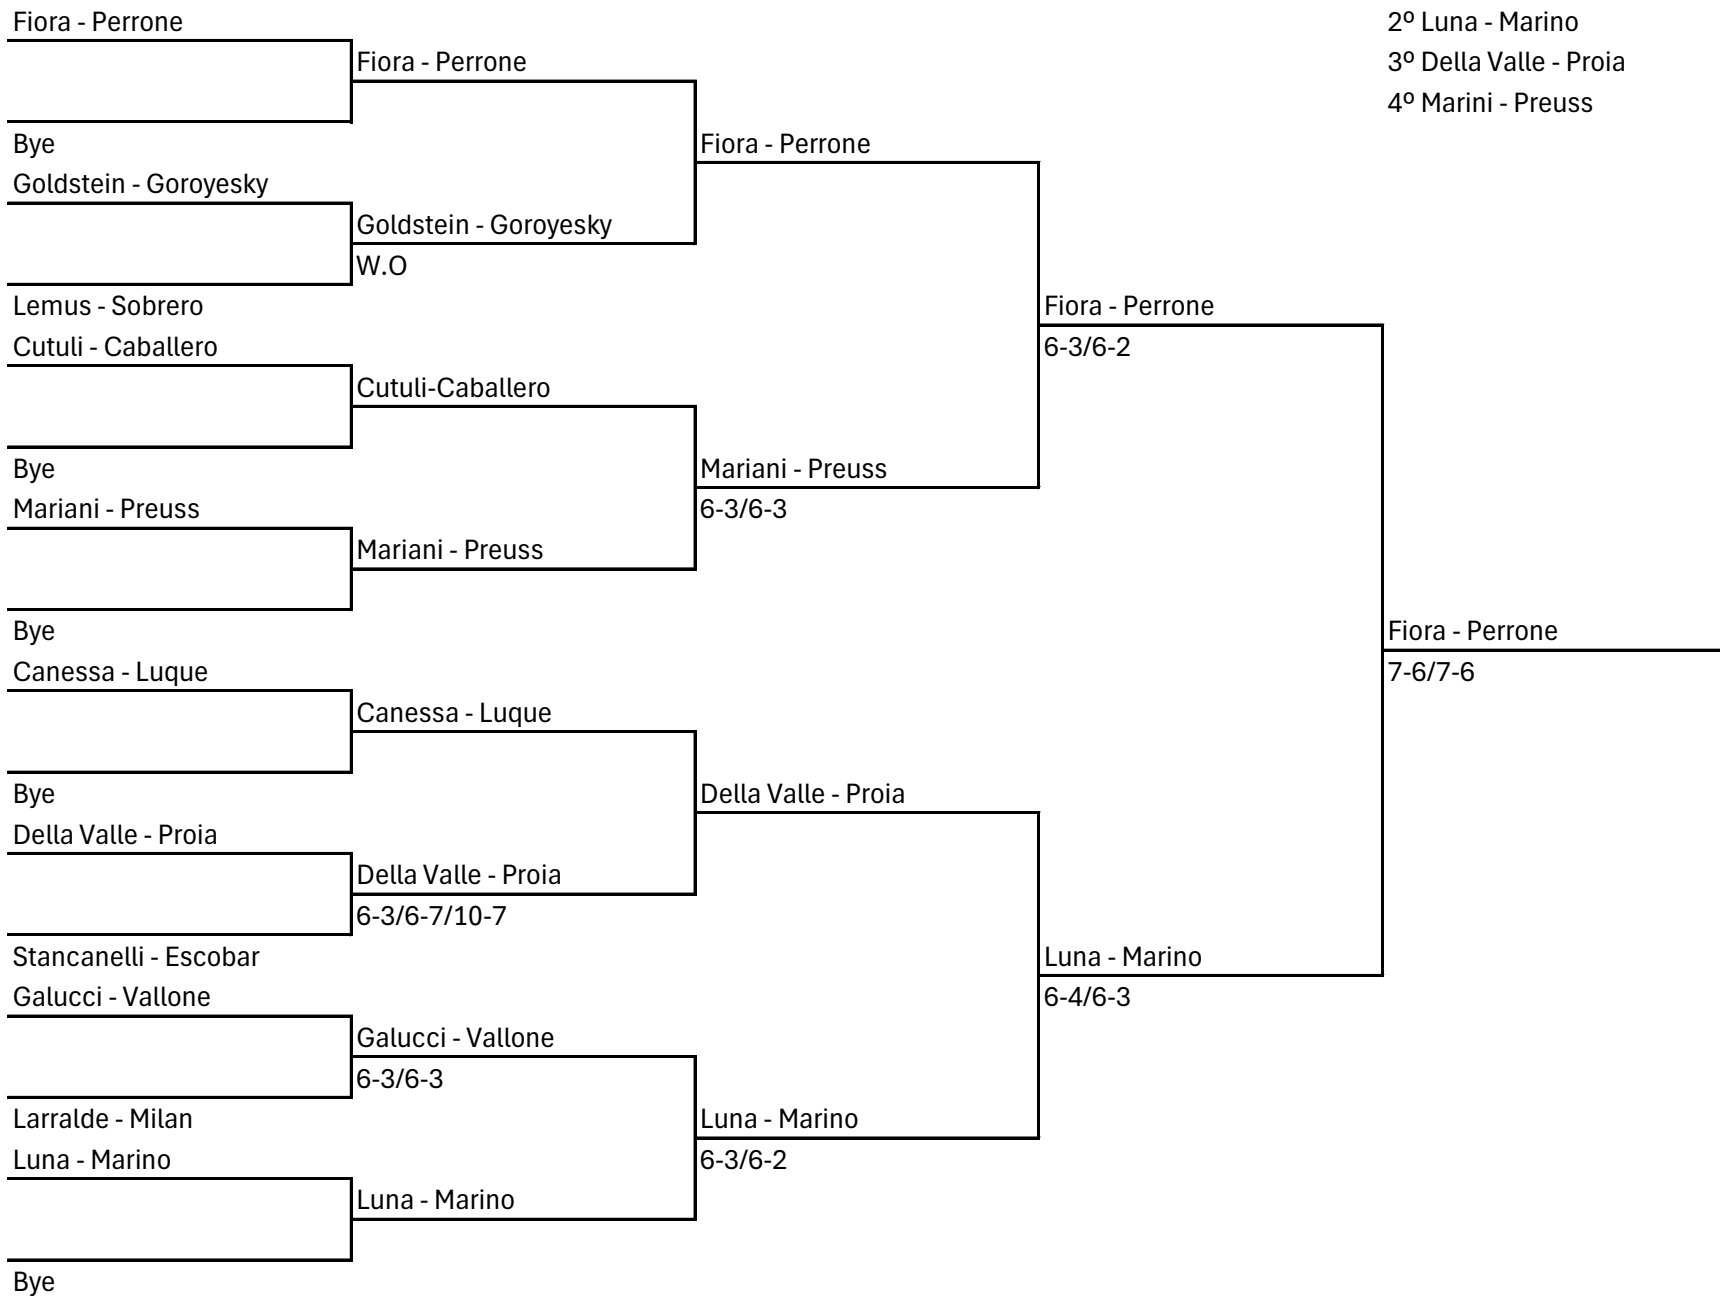 Fiora - Perrone
2º Luna - Marino
Fiora - Perrone
3º Della Valle - Proia
4º Marini - Preuss
Bye
Fiora - Perrone
Goldstein - Goroyesky
Goldstein - Goroyesky
W.O
Lemus - Sobrero
Fiora - Perrone
Cutuli - Caballero
6-3/6-2
Cutuli-Caballero
Bye
Mariani - Preuss
Mariani - Preuss
6-3/6-3
Mariani - Preuss
Bye
Fiora - Perrone
Canessa - Luque
7-6/7-6
Canessa - Luque
Bye
Della Valle - Proia
Della Valle - Proia
Della Valle - Proia
6-3/6-7/10-7
Stancanelli - Escobar
Luna - Marino
Galucci - Vallone
6-4/6-3
Galucci - Vallone
6-3/6-3
Larralde - Milan
Luna - Marino
Luna - Marino
6-3/6-2
Luna - Marino
Bye